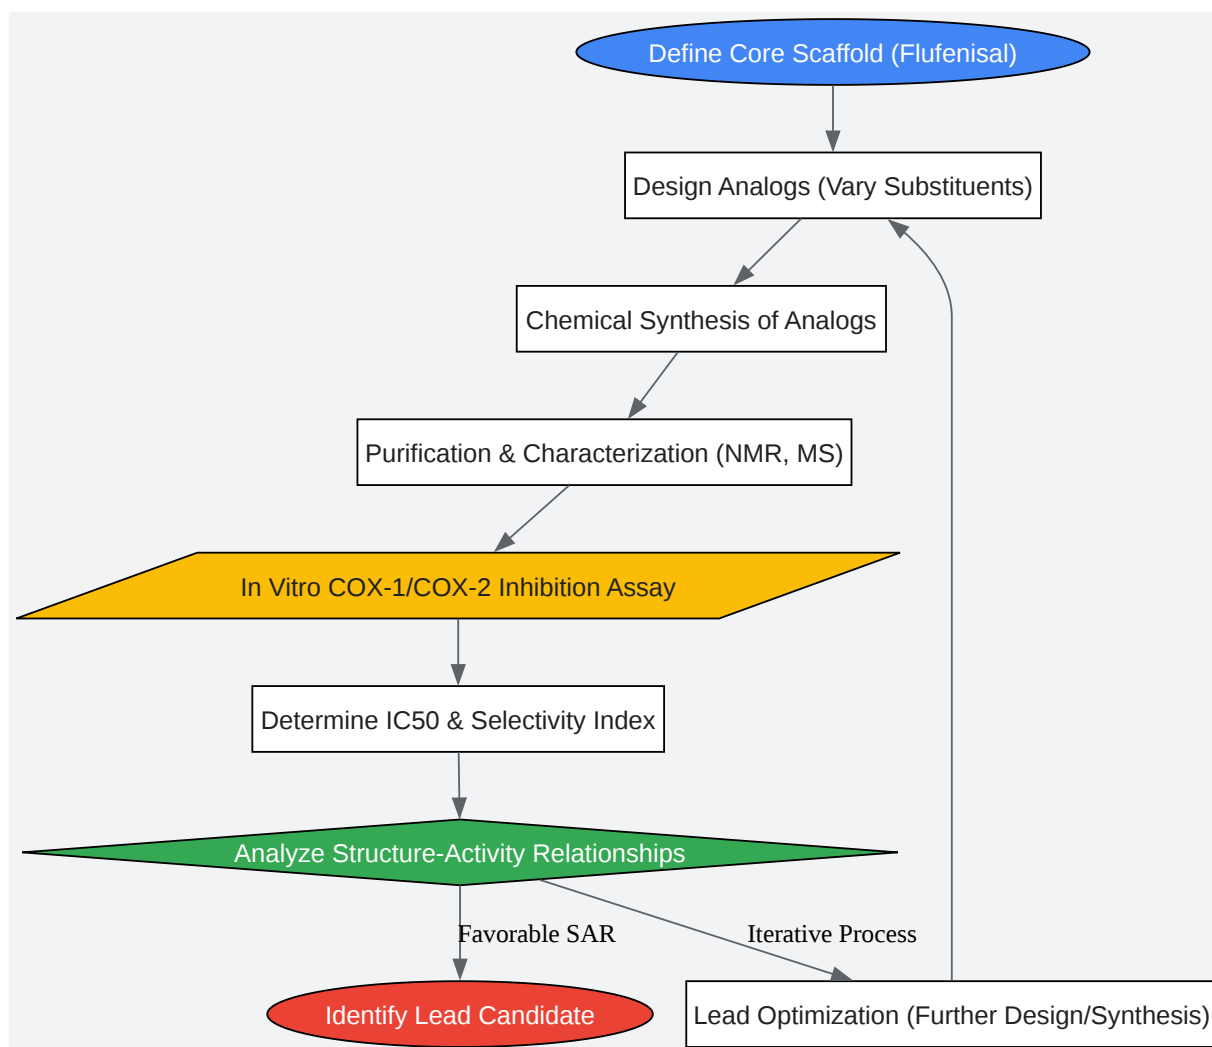 Define Core Scaffold (Flufenisal)
Design Analogs (Vary Substituents)
Chemical Synthesis of Analogs
Purification & Characterization (NMR, MS)
In Vitro COX-1/COX-2 Inhibition Assay
Determine IC50 & Selectivity Index
Analyze Structure-Activity Relationships
Favorable SAR
Iterative Process
Identify Lead Candidate
Lead Optimization (Further Design/Synthesis)